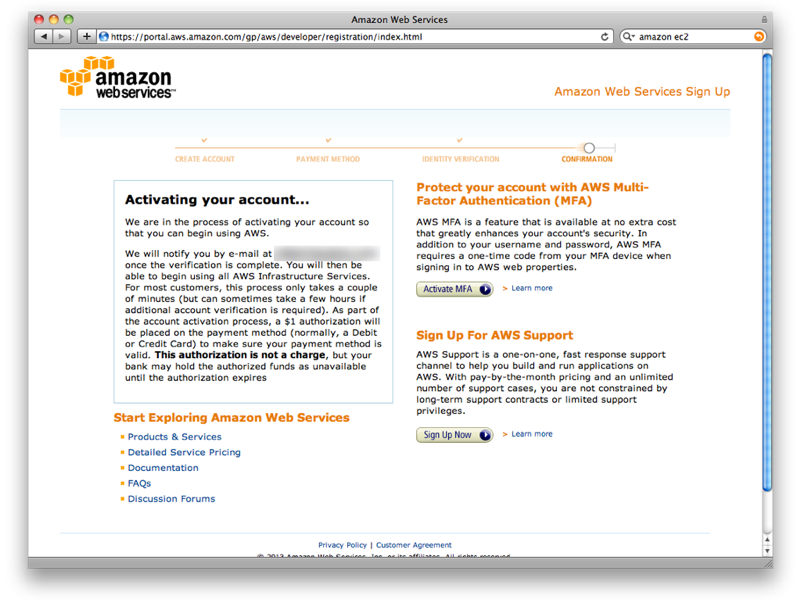 Amazon Web Services
https://portal.aws.amazon.com/gp/aws/developer/registration/index.html
amazon ec2
amazon
webservices™
Amazon Web Services Sign Up
CREATE ACCOUNT
PAYMENT METHOD
IDENTITY VERIFICATION
CONFIRMATION
Activating your account...
We are in the process of activating your account so
that you can begin using AWS.
We will notify you by e-mail at
once the verification is complete. You will then be
able to begin using all AWS Infrastructure Services.
For most customers, this process only takes a couple
of minutes (but can sometimes take a few hours if
additional account verification is required). As part of
the account activation process, a $1 authorization will
be placed on the payment method (normally, a Debit
or Credit Card) to make sure your payment method is
valid. This authorization is not a charge, but your
bank may hold the authorized funds as unavailable
until the authorization expires
Start Exploring Amazon Web Services
Products & Services
Detailed Service Pricing
Documentation
FAQs
Discussion Forums
Protect your account with AWS Multi-
Factor Authentication (MFA)
AWS MFA is a feature that is available at no extra cost
that greatly enhances your account's security. In
addition to your username and password, AWS MFA
requires a one-time code from your MFA device when
signing in to AWS web properties.
Activate MFA
> Learn more
Sign Up For AWS Support
AWS Support is a one-on-one, fast response support
channel to help you build and run applications on
AWS. With pay-by-the-month pricing and an unlimited
number of support cases, you are not constrained by
long-term support contracts or limited support
privileges.
Sign Up Now
> Learn more
Privacy Policy | Customer Agreement
© 2013 Amazon Web Services, Inc. or its affiliates. All rights reserved.